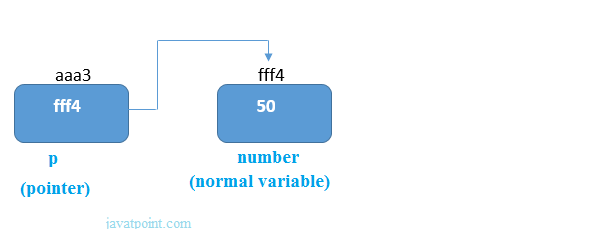 aaa3
fff4
fff4
50
p
(pointer)
number
(normal variable)
javatpoint.com